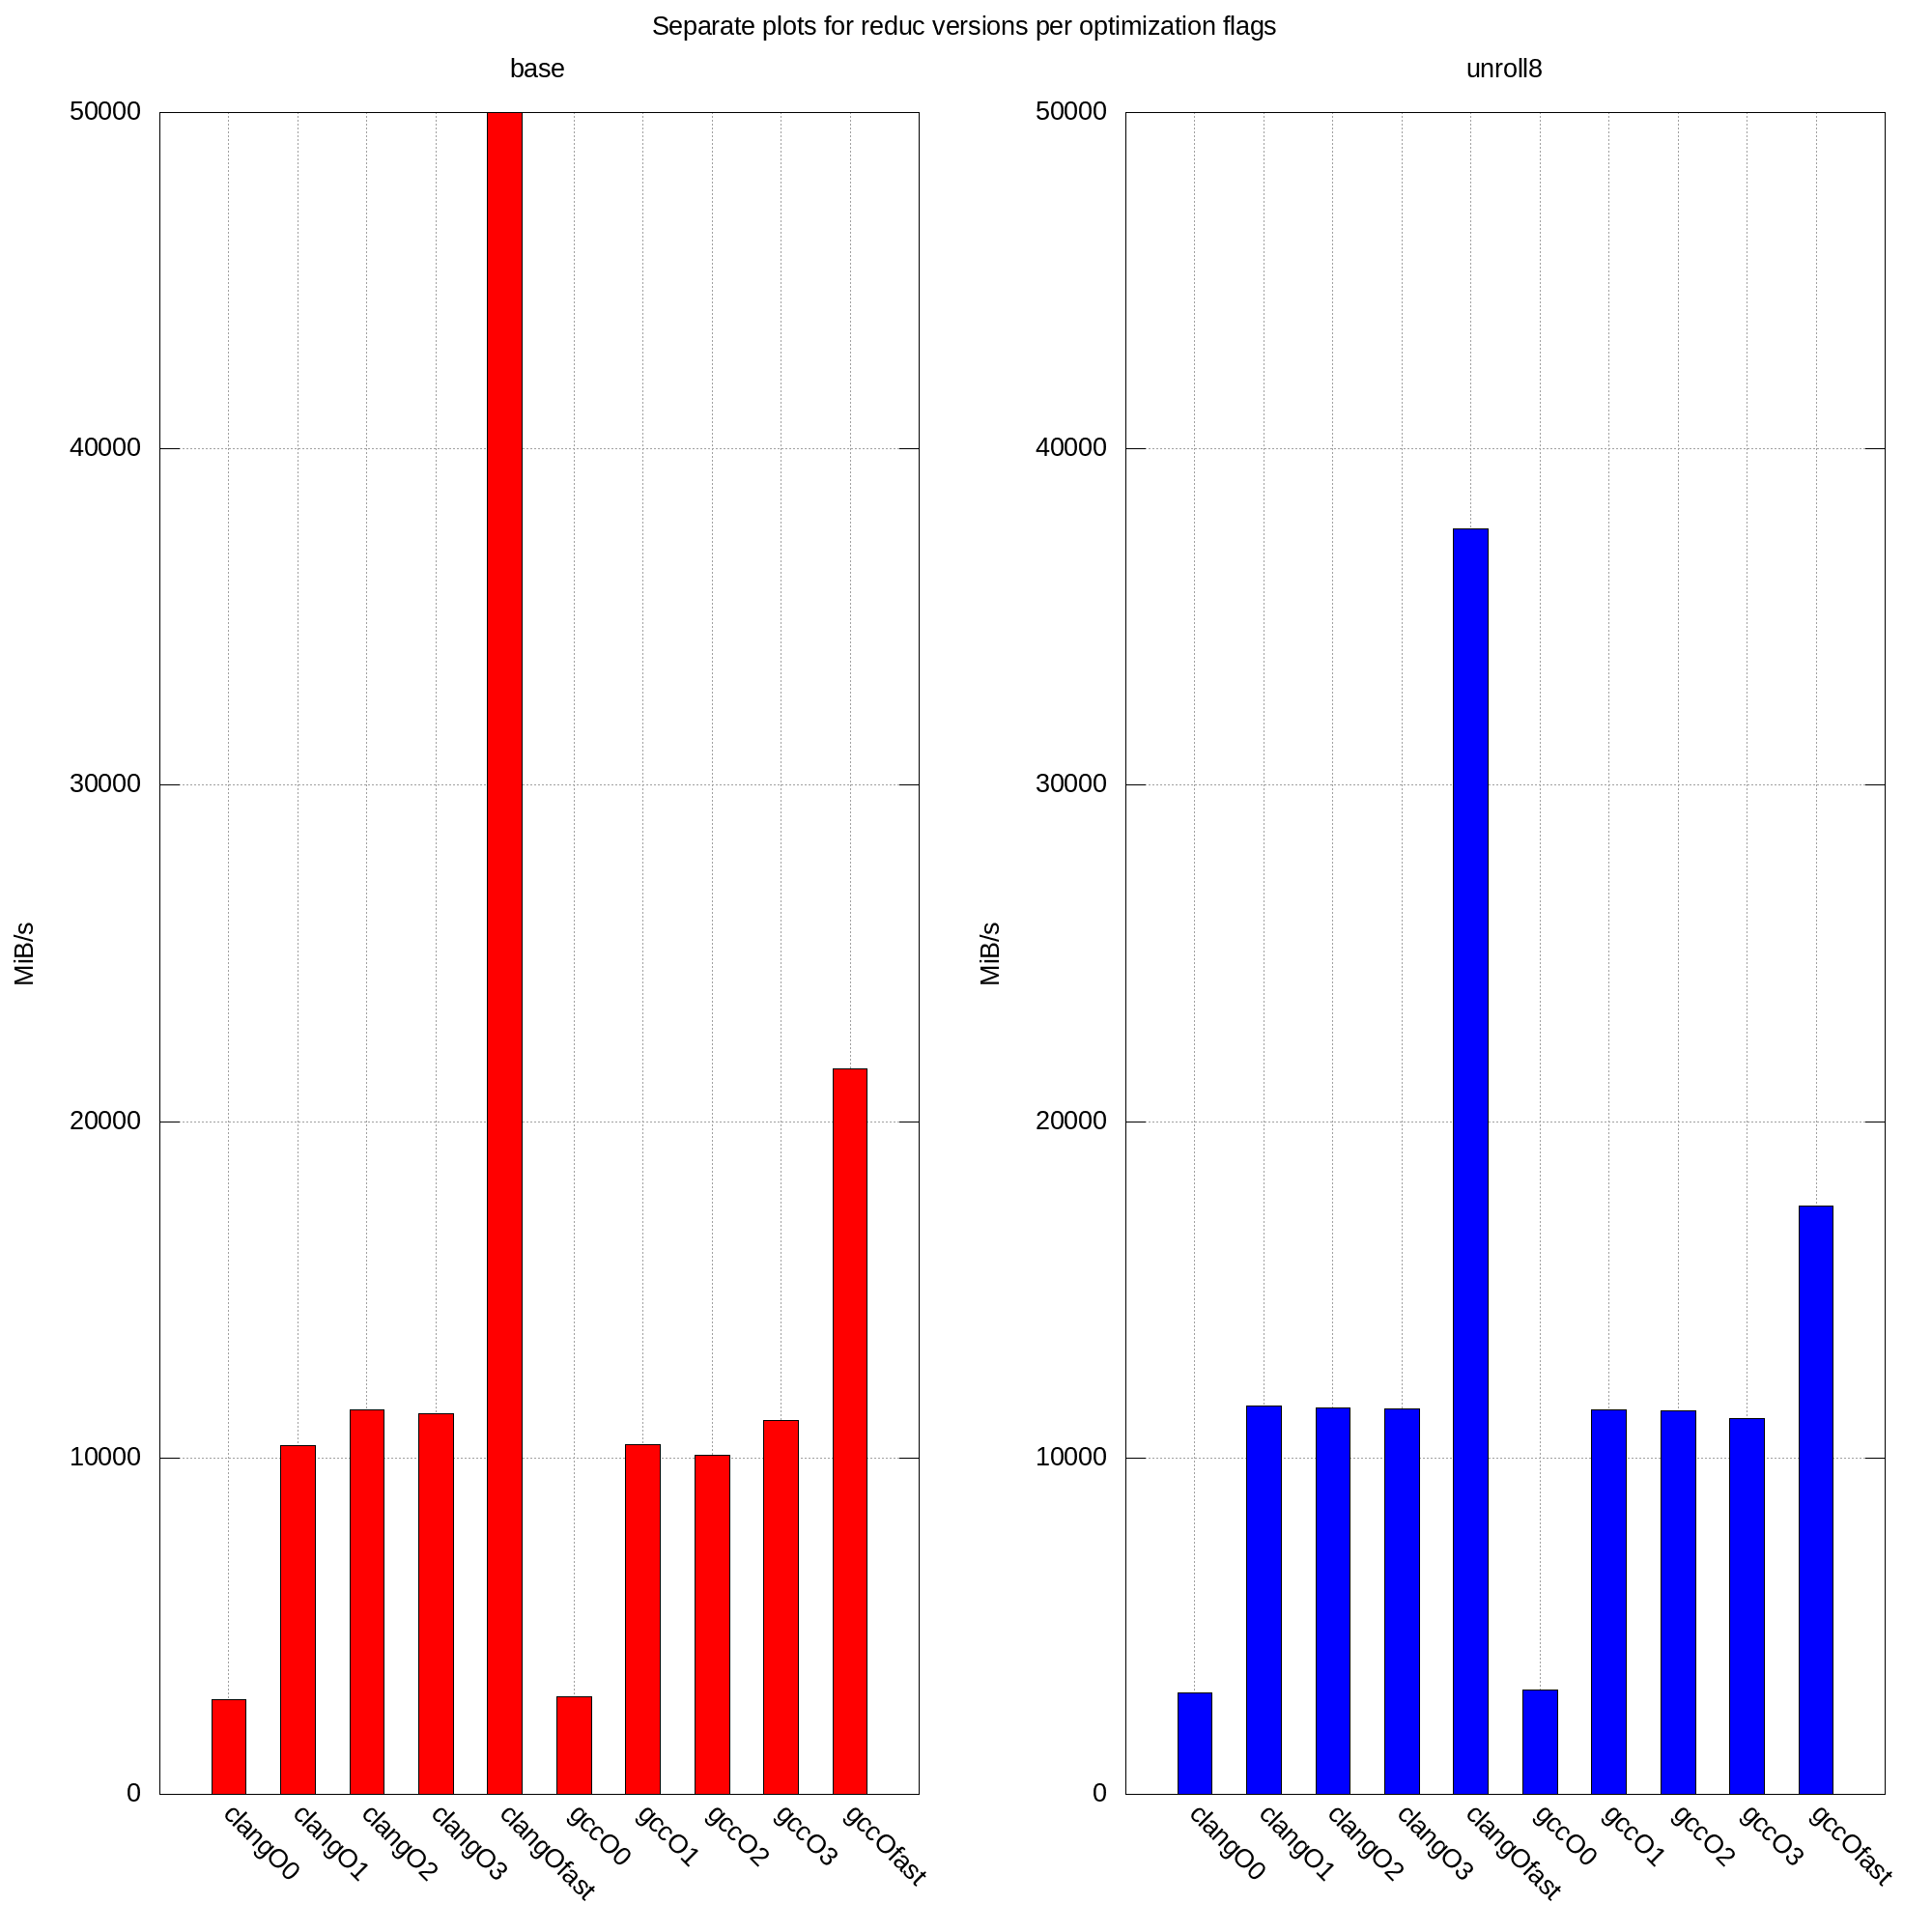 Separate plots for reduc versions per optimization flags
base
50000
40000
30000
20000
10000
0
MiB/s
clangO0
clangO1
clangO2
clangO3
clangOfast
gccO0
gccO1
gccO2
gccO3
gccOfast
unroll8
50000
40000
30000
20000
10000
0
MiB/s
clangO0
clangO1
clangO2
clangO3
clangOfast
gccO0
gccO1
gccO2
gccO3
gccOfast